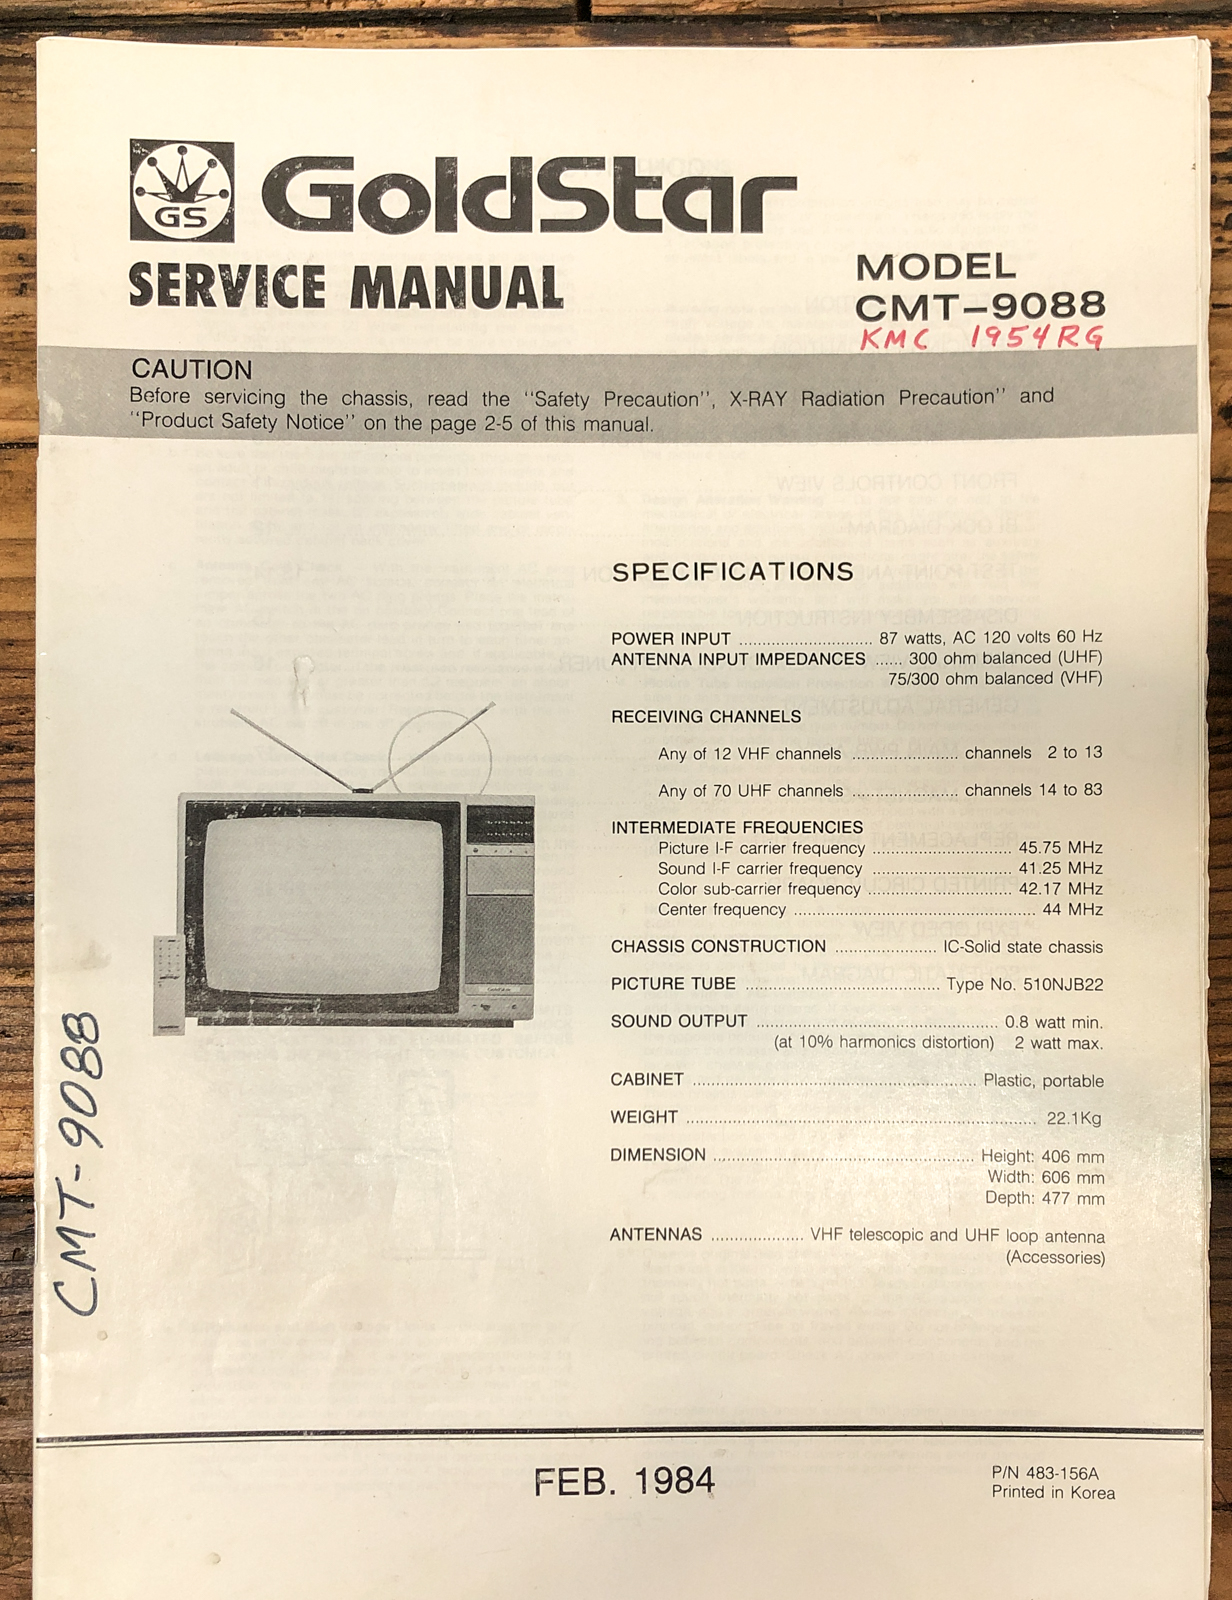 GS GoldStar
SERVICE MANUAL
MODEL
CMT-9088
KMC 1954RG
CAUTION
Before servicing the chassis, read the "Safety Precaution", X-RAY Radiation Precaution" and
"Product Safety Notice" on the page 2-5 of this manual.
SPECIFICATIONS
POWER INPUT ............................ 87 watts, AC 120 volts 60 Hz
ANTENNA INPUT IMPEDANCES ...... 300 ohm balanced (UHF)
75/300 ohm balanced (VHF)
RECEIVING CHANNELS
Any of 12 VHF channels ....................... channels 2 to 13
Any of 70 UHF channels ....................... channels 14 to 83
INTERMEDIATE FREQUENCIES
Picture I-F carrier frequency .............................. 45.75 MHz
Sound I-F carrier frequency .............................. 41.25 MHz
Color sub-carrier frequency ............................... 42.17 MHz
Center frequency .................................................... 44 MHz
CHASSIS CONSTRUCTION ...................... IC-Solid state chassis
PICTURE TUBE .......................................... Type No. 510NJB22
SOUND OUTPUT .................................................... 0.8 watt min.
(at 10% harmonics distortion) 2 watt max.
CABINET ............................................................. Plastic, portable
WEIGHT ........................................................................... 22.1Kg
DIMENSION ........................................................ Height: 406 mm
Width: 606 mm
Depth: 477 mm
ANTENNAS .................... VHF telescopic and UHF loop antenna
(Accessories)
CMT-9088
FEB. 1984
P/N 483-156A
Printed in Korea